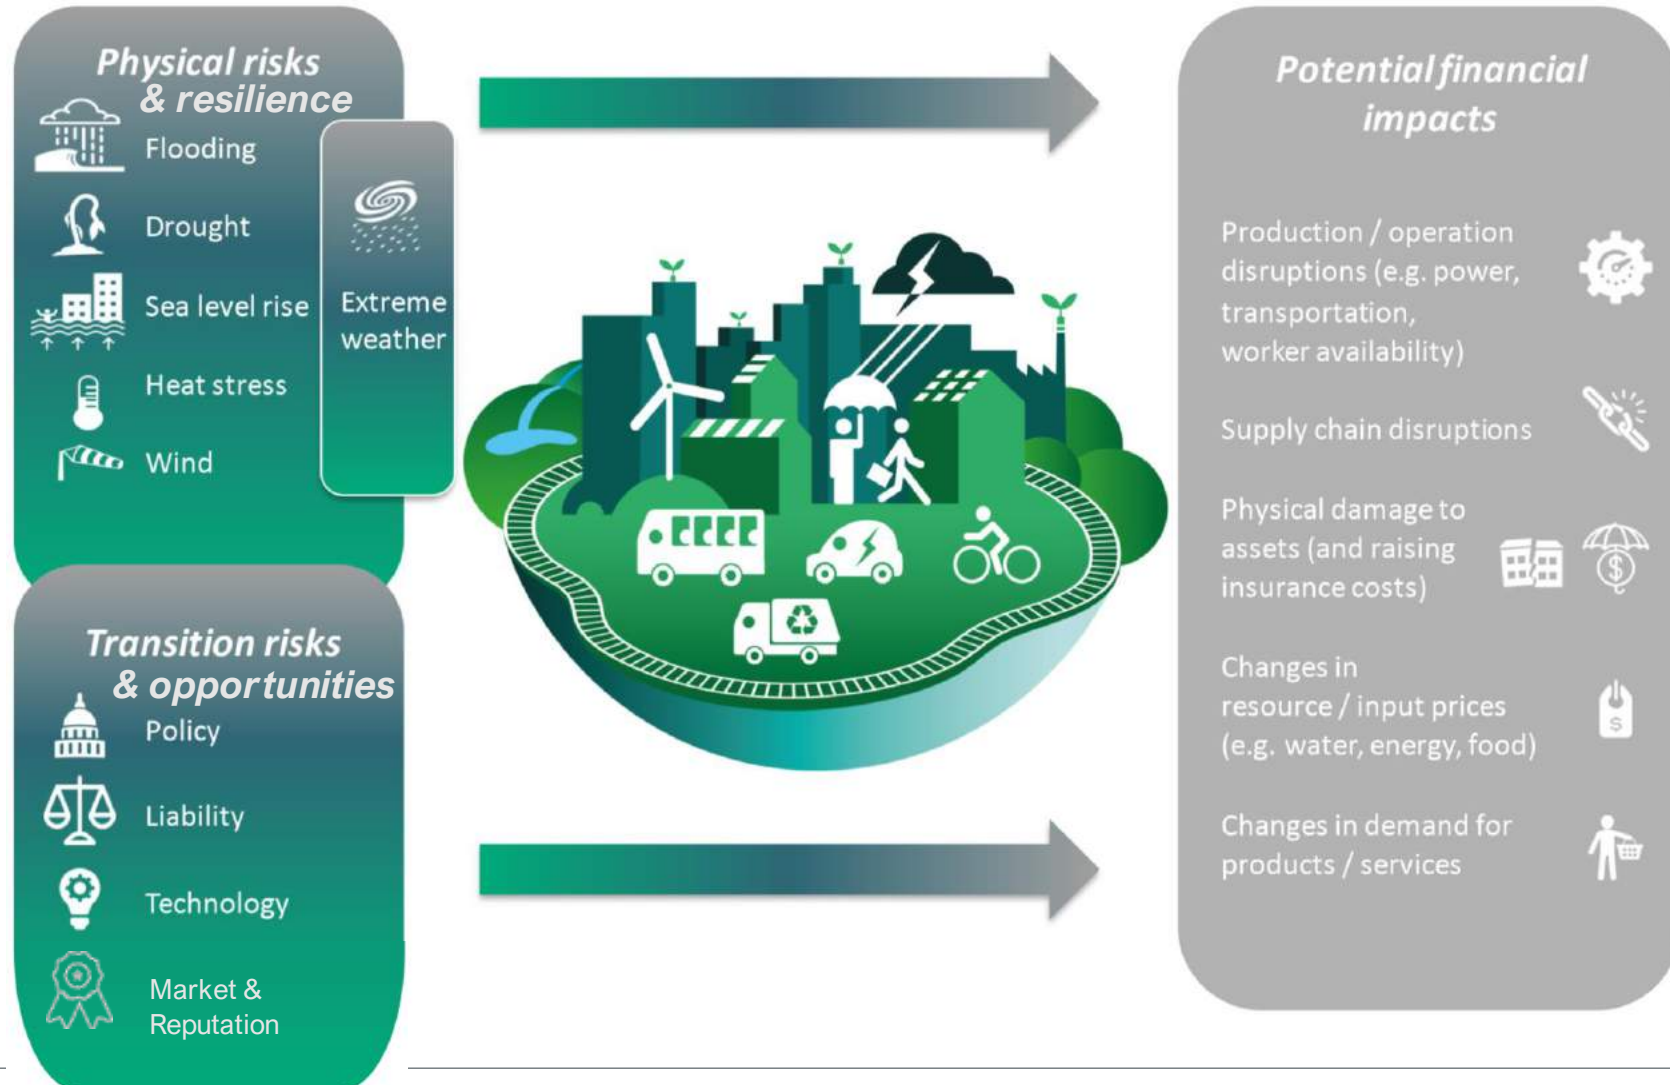 Physical risks
& resilience
Flooding
Drought
Sea level rise
Heat stress
Wind
Extreme
weather
Transition risks
& opportunities
Policy
Liability
Technology
Market &
Reputation
Potential financial
impacts
Production / operation
disruptions (e.g. power,
transportation,
worker availability)
Supply chain disruptions
Physical damage to
assets (and raising
insurance costs)
$
Changes in
resource / input prices
(e.g. water, energy, food)
$
Changes in demand for
products / services